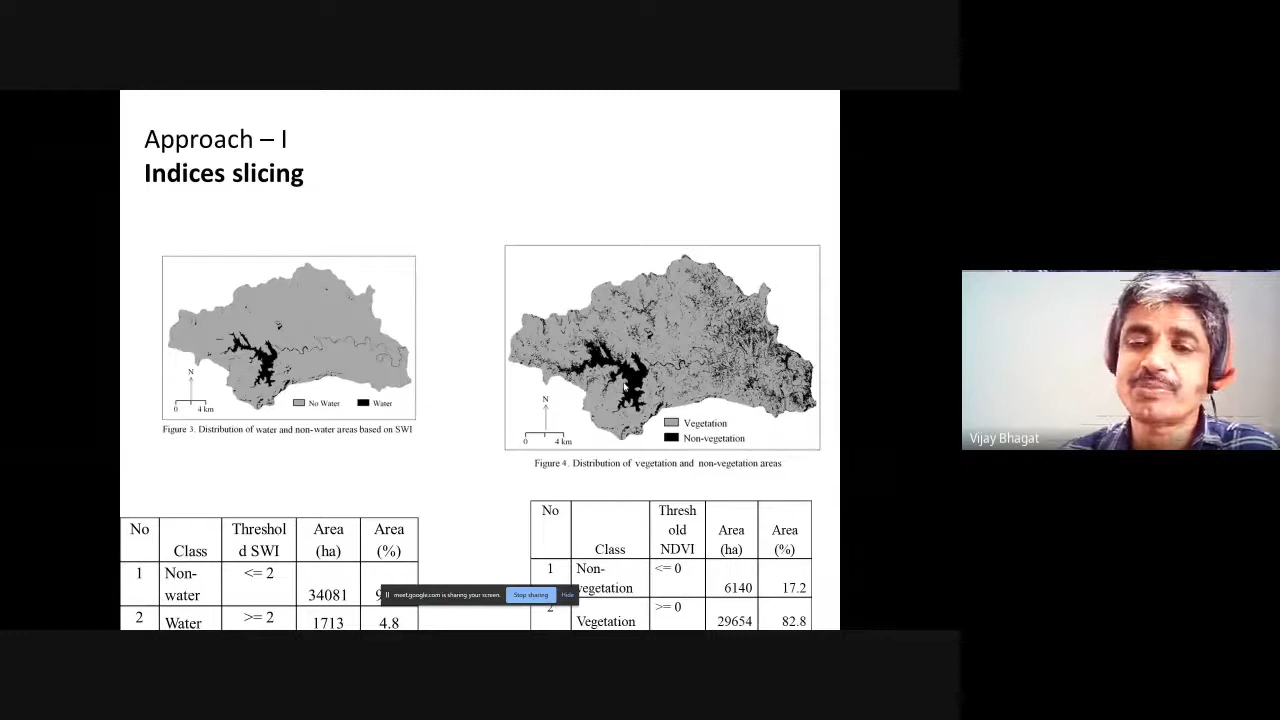 Approach – I
Indices slicing
N
0 4 km
No Water Water
Figure 3. Distribution of water and non-water areas based on SWI
N
0 4 km
Vegetation
Non-vegetation
Figure 4. Distribution of vegetation and non-vegetation areas
No Class Threshol d SWI Area (ha) Area (%)
1 Non-water <= 2 34081
2 Water >= 2 1713 4.8
No Class Thresh old NDVI Area (ha) Area (%)
1 Non-vegetation <= 0 6140 17.2
2 Vegetation >= 0 29654 82.8
meet.google.com is sharing your screen. Stop sharing Hide
Vijay Bhagat